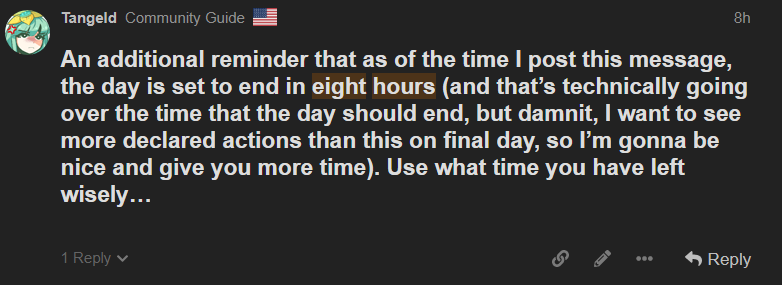 Tangeld Community Guide 8h
An additional reminder that as of the time I post this message,
the day is set to end in eight hours (and that’s technically going
over the time that the day should end, but damnit, I want to see
more declared actions than this on final day, so I’m gonna be
nice and give you more time). Use what time you have left
wisely…
1 Reply Reply